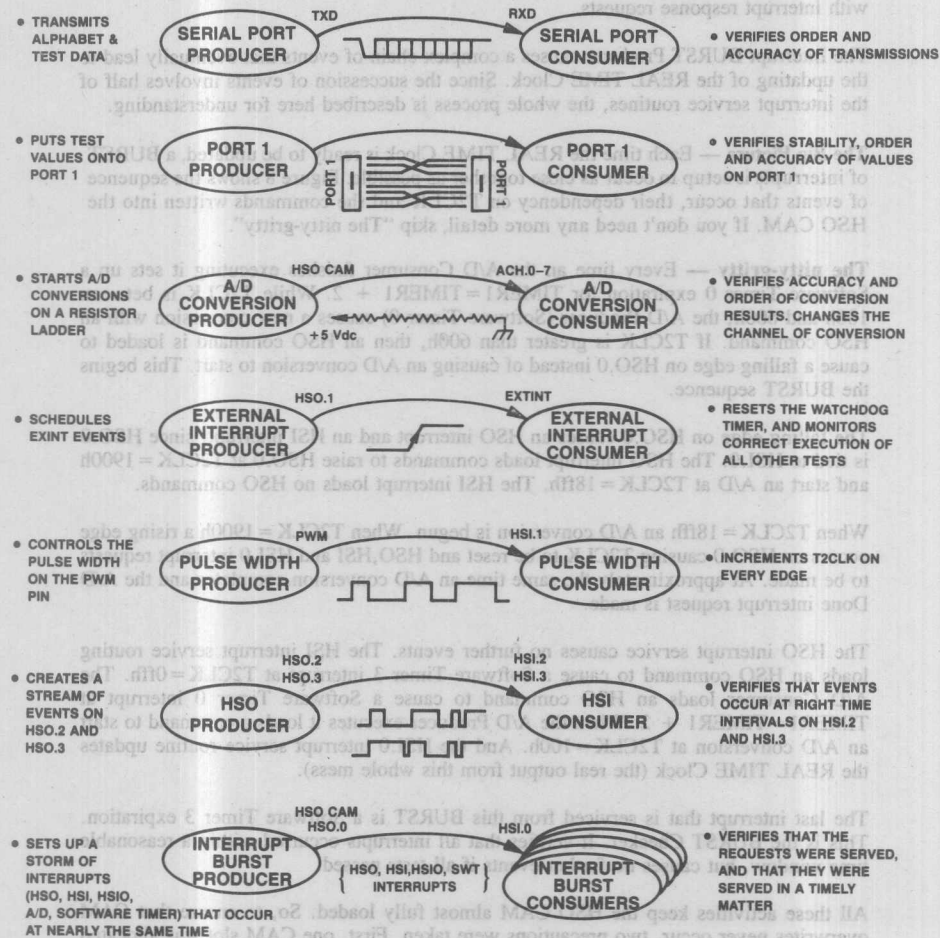 • TRANSMITS
ALPHABET &
TEST DATA
TXD
SERIAL PORT
PRODUCER
RXD
SERIAL PORT
CONSUMER
• VERIFIES ORDER AND
ACCURACY OF TRANSMISSIONS
• PUTS TEST
VALUES ONTO
PORT 1
PORT 1
PRODUCER
PORT 1
PORT 1
PORT 1
CONSUMER
• VERIFIES STABILITY, ORDER
AND ACCURACY OF VALUES
ON PORT 1
• STARTS A/D
CONVERSIONS
ON A RESISTOR
LADDER
HSO CAM
A/D
CONVERSION
PRODUCER
+5 Vdc
ACH.0–7
A/D
CONVERSION
CONSUMER
• VERIFIES ACCURACY AND
ORDER OF CONVERSION
RESULTS. CHANGES THE
CHANNEL OF CONVERSION
• SCHEDULES
EXINT EVENTS
HSO.1
EXTERNAL
INTERRUPT
PRODUCER
EXTINT
EXTERNAL
INTERRUPT
CONSUMER
• RESETS THE WATCHDOG
TIMER, AND MONITORS
CORRECT EXECUTION OF
ALL OTHER TESTS
• CONTROLS THE
PULSE WIDTH
ON THE PWM
PIN
PWM
PULSE WIDTH
PRODUCER
HSI.1
PULSE WIDTH
CONSUMER
• INCREMENTS T2CLK ON
EVERY EDGE
• CREATES A
STREAM OF
EVENTS ON
HSO.2 AND
HSO.3
HSO.2
HSO.3
HSO
PRODUCER
HSI.2
HSI.3
HSI
CONSUMER
• VERIFIES THAT EVENTS
OCCUR AT RIGHT TIME
INTERVALS ON HSI.2
AND HSI.3
• SETS UP A
STORM OF
INTERRUPTS
(HSO, HSI, HSIO,
A/D, SOFTWARE TIMER) THAT OCCUR
AT NEARLY THE SAME TIME
HSO CAM
HSO.0
INTERRUPT
BURST
PRODUCER
{HSO, HSI,HSIO, SWT}
INTERRUPTS
HSI.0
INTERRUPT
BURST
CONSUMERS
• VERIFIES THAT THE
REQUESTS WERE SERVED,
AND THAT THEY WERE
SERVED IN A TIMELY
MATTER